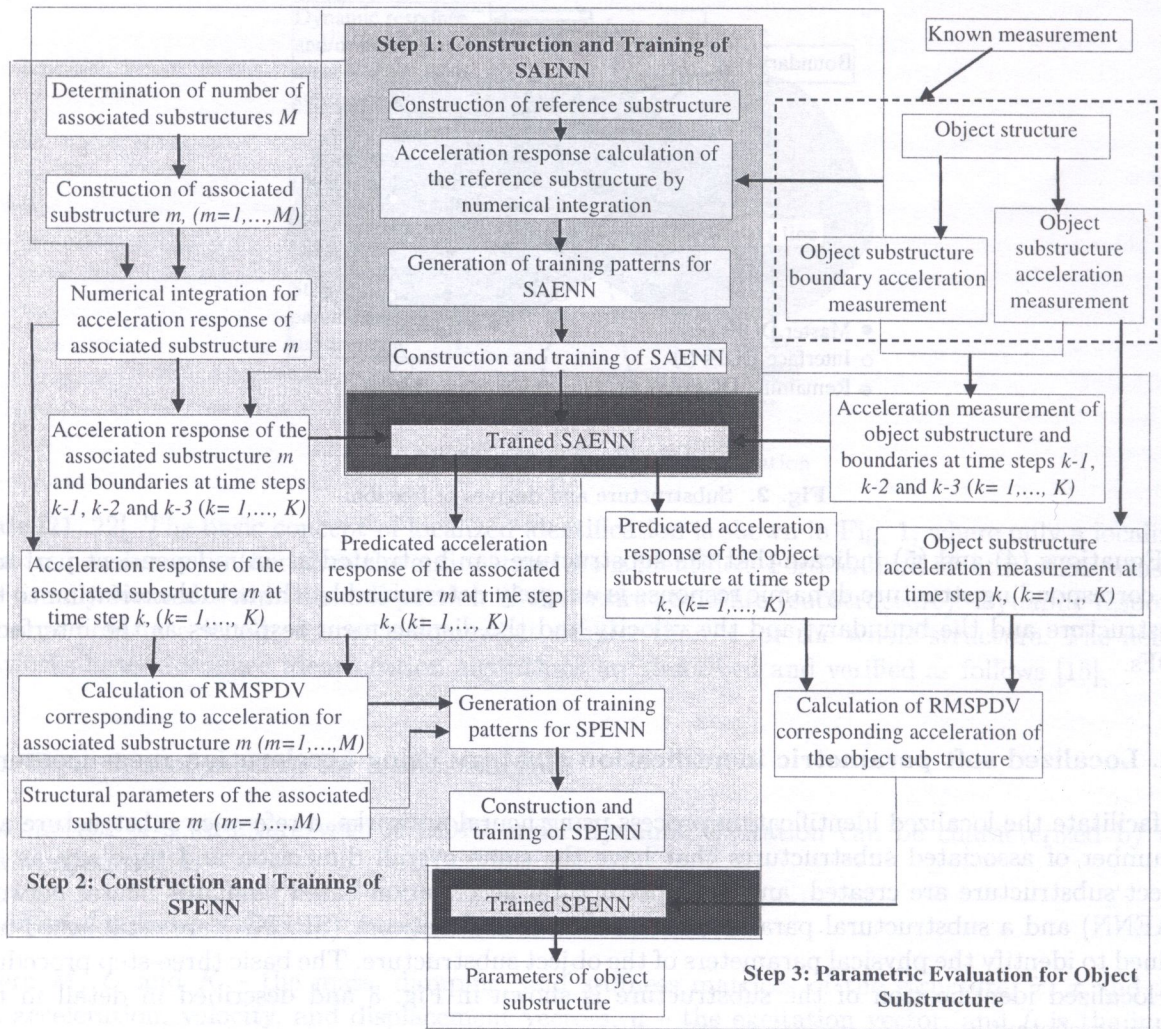 Step 1: Construction and Training of
SAENN
Known measurement
Determination of number of
associated substructures M
Construction of reference substructure
Object structure
Acceleration response calculation of
the reference substructure by
numerical integration
Construction of associated
substructure m, (m=1,...,M)
Object substructure
boundary acceleration
measurement
Object
substructure
acceleration
measurement
Generation of training patterns for
SAENN
Numerical integration for
acceleration response of
associated substructure m
Construction and training of SAENN
Acceleration response of the
associated substructure m
and boundaries at time steps
k-1, k-2 and k-3 (k= 1,..., K)
Trained SAENN
Acceleration measurement of
object substructure and
boundaries at time steps k-1,
k-2 and k-3 (k= 1,..., K)
Acceleration response of the
associated substructure m at
time step k, (k= 1,..., K)
Predicated acceleration
response of the associated
substructure m at time step
k, (k= 1,..., K)
Predicated acceleration
response of the object
substructure at time step
k, (k= 1,..., K)
Object substructure
acceleration measurement at
time step k, (k= 1,..., K)
Calculation of RMSPDV
corresponding to acceleration for
associated substructure m (m=1,...,M)
Generation of training
patterns for SPENN
Calculation of RMSPDV
corresponding acceleration of
the object substructure
Structural parameters of the associated
substructure m (m=1,...,M)
Construction and
training of SPENN
Step 2: Construction and Training of
SPENN
Trained SPENN
Parameters of object
substructure
Step 3: Parametric Evaluation for Object
Substructure